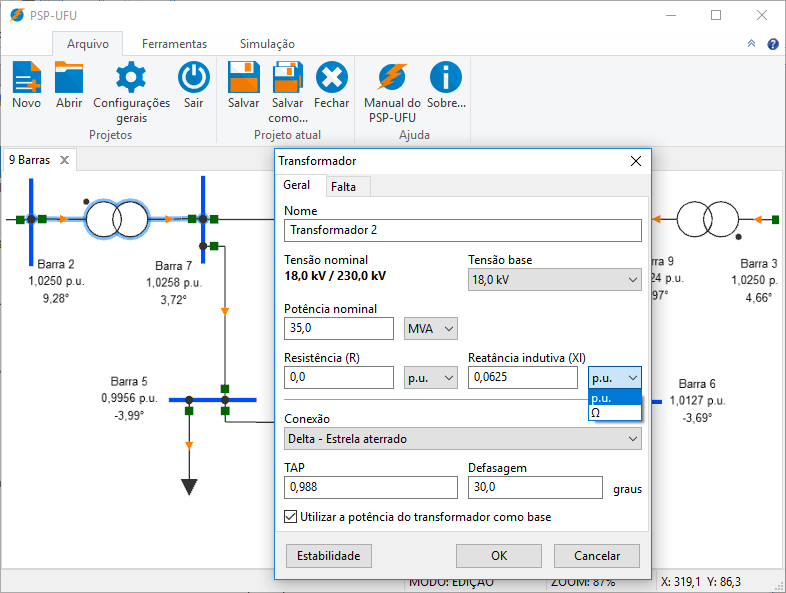 PSP-UFU
Arquivo
Ferramentas
Simulação
Novo
Abrir
Configurações
gerais
Sair
Salvar
Salvar
como...
Fechar
Manual do
PSP-UFU
Sobre...
Projetos
Projeto atual
Ajuda
9 Barras
Barra 2
1,0250 p.u.
9,28°
Barra 7
1,0258 p.u.
3,72°
Barra 5
0,9956 p.u.
-3,99°
Transformador
Geral
Falta
Nome
Transformador 2
Tensão nominal
18,0 kV / 230,0 kV
Tensão base
18,0 kV
Potência nominal
35,0
MVA
Resistência (R)
0,0
p.u.
Reatância indutiva (Xl)
0,0625
p.u.
p.u.
Ω
Conexão
Delta - Estrela aterrado
TAP
0,988
Defasagem
30,0
graus
Utilizar a potência do transformador como base
Estabilidade
OK
Cancelar
rra 9
24 p.u.
97°
Barra 3
1,0250 p.
4,66°
Barra 6
1,0127 p.u.
-3,69°
MODO: EDIÇÃO
ZOOM: 87%
X: 319,1 Y: 86,3